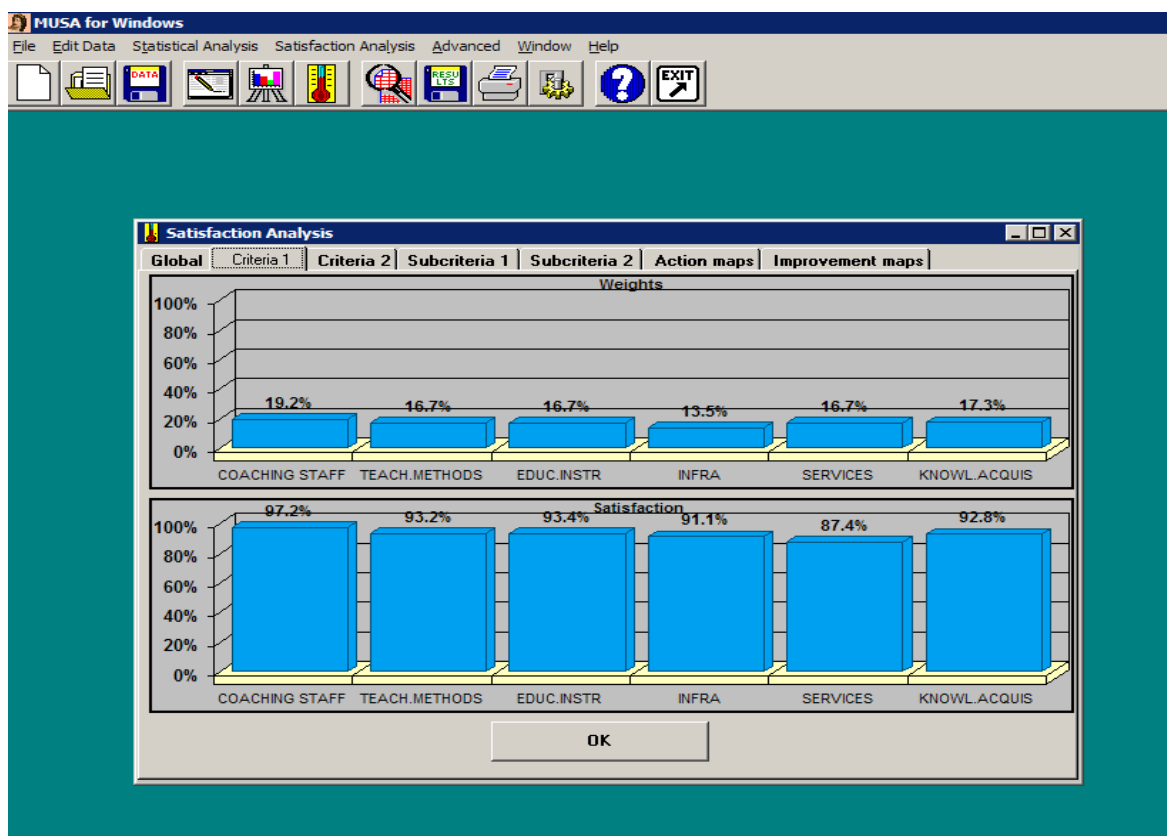 MUSA for Windows
File Edit Data Statistical Analysis Satisfaction Analysis Advanced Window Help
DATA RESU LTS ? EXIT
Satisfaction Analysis
Global Criteria 1 Criteria 2 Subcriteria 1 Subcriteria 2 Action maps Improvement maps
Weights
100%
80%
60%
40%
20%
0%
19.2% 16.7% 16.7% 13.5% 16.7% 17.3%
COACHING STAFF TEACH.METHODS EDUC.INSTR INFRA SERVICES KNOWL.ACQUIS
Satisfaction
100%
80%
60%
40%
20%
0%
97.2% 93.2% 93.4% 91.1% 87.4% 92.8%
COACHING STAFF TEACH.METHODS EDUC.INSTR INFRA SERVICES KNOWL.ACQUIS
OK